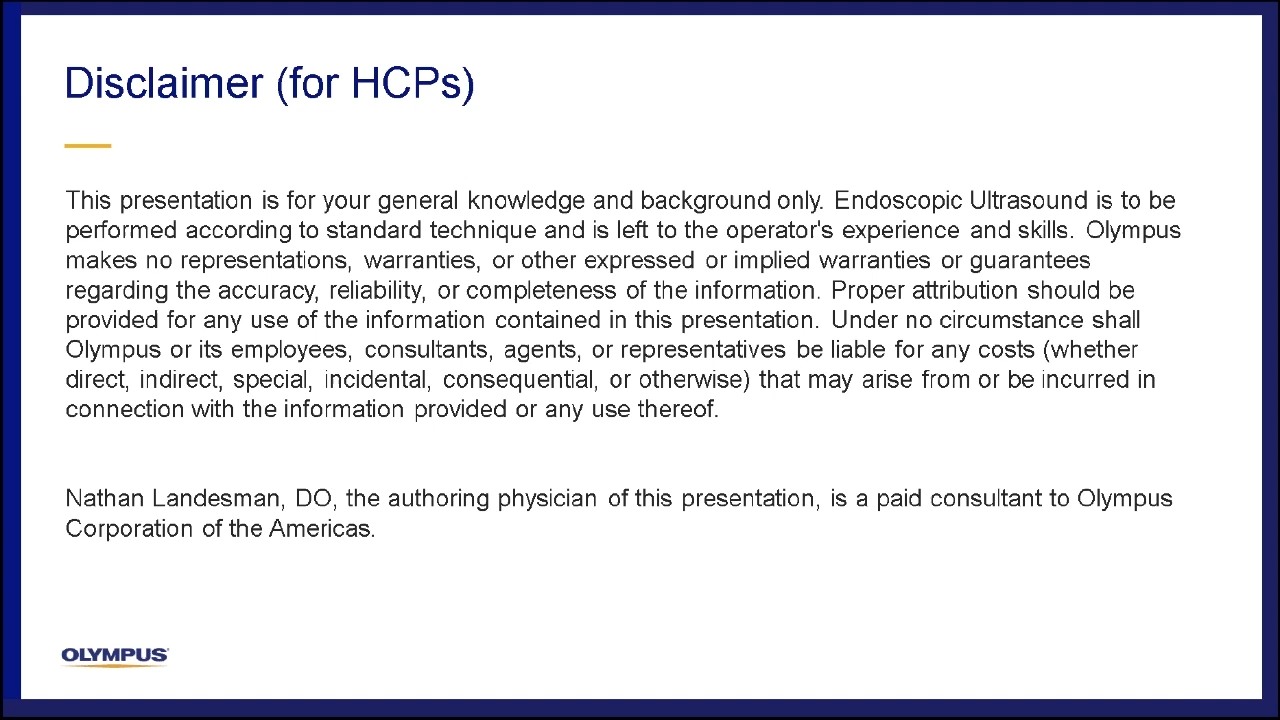 Disclaimer (for HCPs)
This presentation is for your general knowledge and background only. Endoscopic Ultrasound is to be
performed according to standard technique and is left to the operator's experience and skills. Olympus
makes no representations, warranties, or other expressed or implied warranties or guarantees
regarding the accuracy, reliability, or completeness of the information. Proper attribution should be
provided for any use of the information contained in this presentation. Under no circumstance shall
Olympus or its employees, consultants, agents, or representatives be liable for any costs (whether
direct, indirect, special, incidental, consequential, or otherwise) that may arise from or be incurred in
connection with the information provided or any use thereof.
Nathan Landesman, DO, the authoring physician of this presentation, is a paid consultant to Olympus
Corporation of the Americas.
OLYMPUS